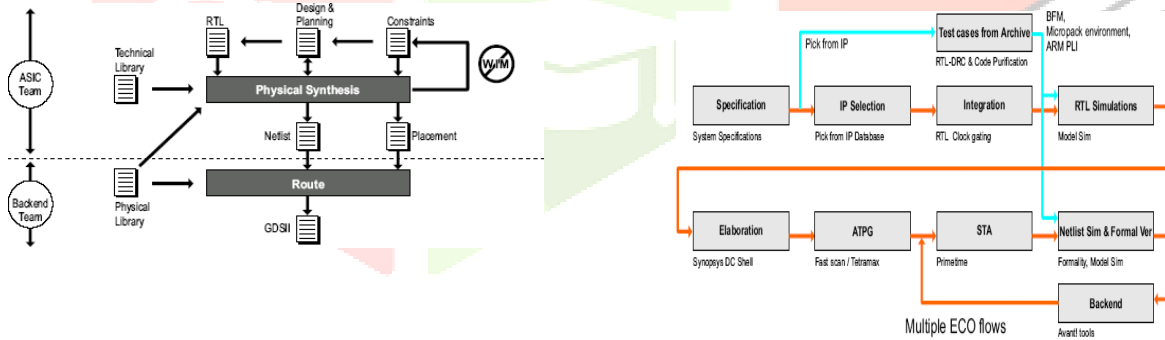 Design &
Planning
RTL
Constraints
Technical
Library
WLM
ASIC
Team
Physical Synthesis
Netlist
Placement
Backend
Team
Route
Physical
Library
GDSII
Test cases from Archive
BFM,
Micropack environment,
ARM PLI
Pick from IP
RTL-DRC & Code Purification
Specification
IP Selection
Integration
RTL Simulations
System Specifications
Pick from IP Database
RTL Clock gating
Model Sim
Elaboration
ATPG
STA
Netlist Sim & Formal Ver
Synopsys DC Shell
Fast scan / Tetramax
Primetime
Formality, Model Sim
Backend
Multiple ECO flows
Avant! tools